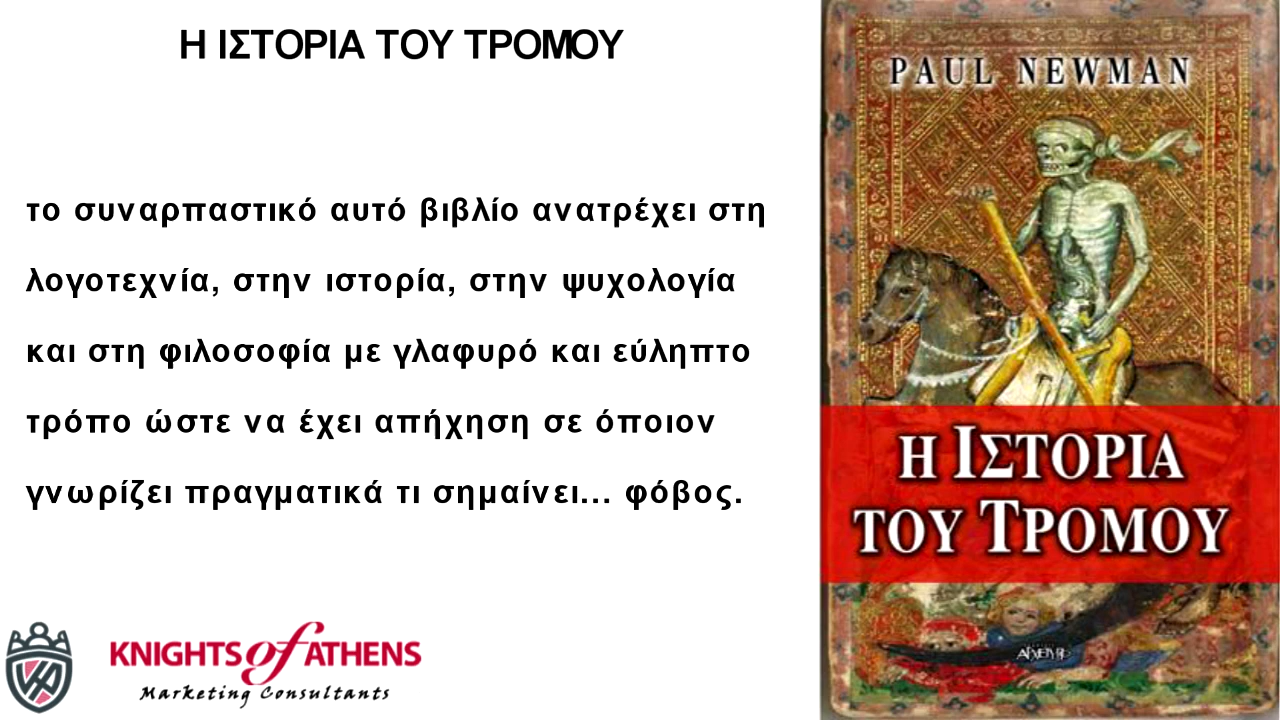 Η ΙΣΤΟΡΙΑ ΤΟΥ ΤΡΟΜΟΥ
το συναρπαστικό αυτό βιβλίο ανατρέχει στη
λογοτεχνία, στην ιστορία, στην ψυχολογία
και στη φιλοσοφία με γλαφυρό και εύληπτο
τρόπο ώστε να έχει απήχηση σε όποιον
γνωρίζει πραγματικά τι σημαίνει... φόβος.
KNIGHTS of ATHENS
Marketing Consultants
PAUL NEWMAN
Η ΙΣΤΟΡΙΑ
ΤΟΥ ΤΡΟΜΟΥ